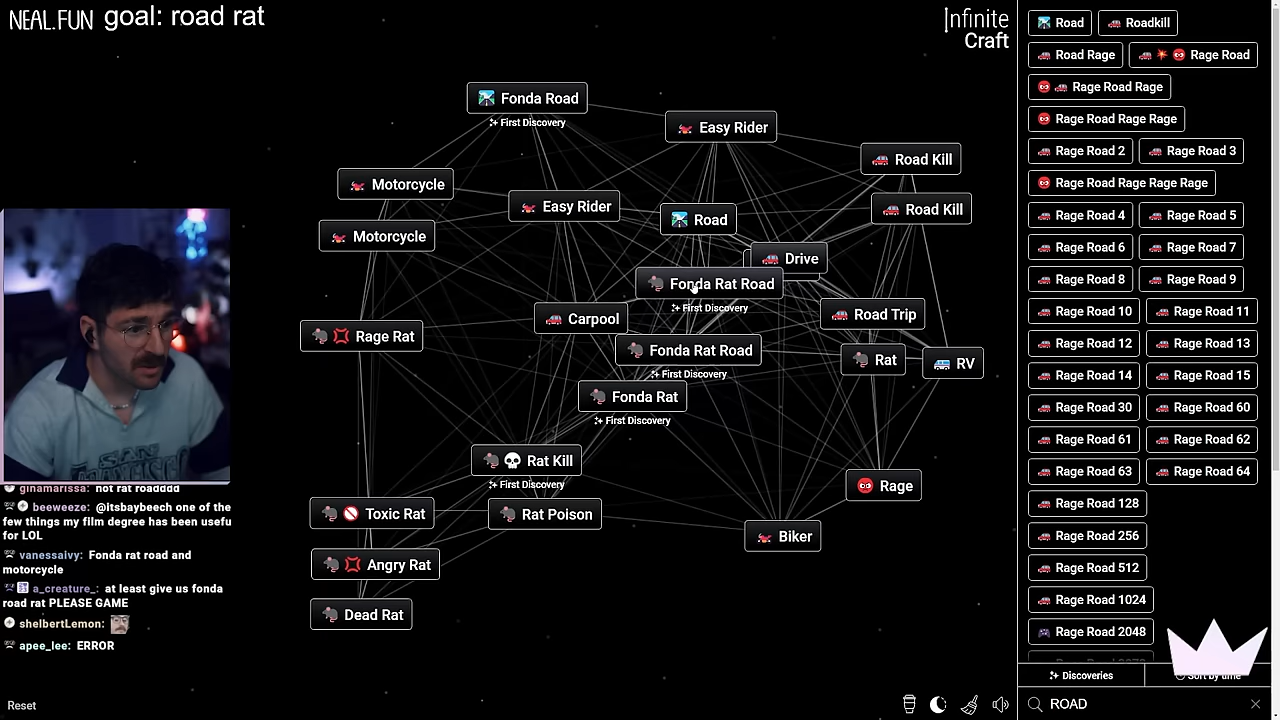 NEAL.FUN goal: road rat
Infinite
Craft
Fonda Road
First Discovery
Easy Rider
Road Kill
Motorcycle
Easy Rider
Road
Road Kill
Motorcycle
Drive
Fonda Rat Road
First Discovery
Carpool
Road Trip
Rage Rat
Fonda Rat Road
First Discovery
Rat
RV
Fonda Rat
First Discovery
Rat Kill
First Discovery
Rage
Toxic Rat
Rat Poison
Biker
Angry Rat
Dead Rat
SAN
ginamarissa: not rat roadddd
beeweeze: @itsbaybeech one of the
few things my film degree has been useful
for LOL
vanessaivy: Fonda rat road and
motorcycle
a_creature_: at least give us fonda
road rat PLEASE GAME
shelbertLemon:
apee_lee: ERROR
Reset
Road Roadkill
Road Rage Rage Road
Rage Road Rage
Rage Road Rage Rage
Rage Road 2 Rage Road 3
Rage Road Rage Rage Rage
Rage Road 4 Rage Road 5
Rage Road 6 Rage Road 7
Rage Road 8 Rage Road 9
Rage Road 10 Rage Road 11
Rage Road 12 Rage Road 13
Rage Road 14 Rage Road 15
Rage Road 30 Rage Road 60
Rage Road 61 Rage Road 62
Rage Road 63 Rage Road 64
Rage Road 128
Rage Road 256
Rage Road 512
Rage Road 1024
Rage Road 2048
Discoveries Sort by time
ROAD